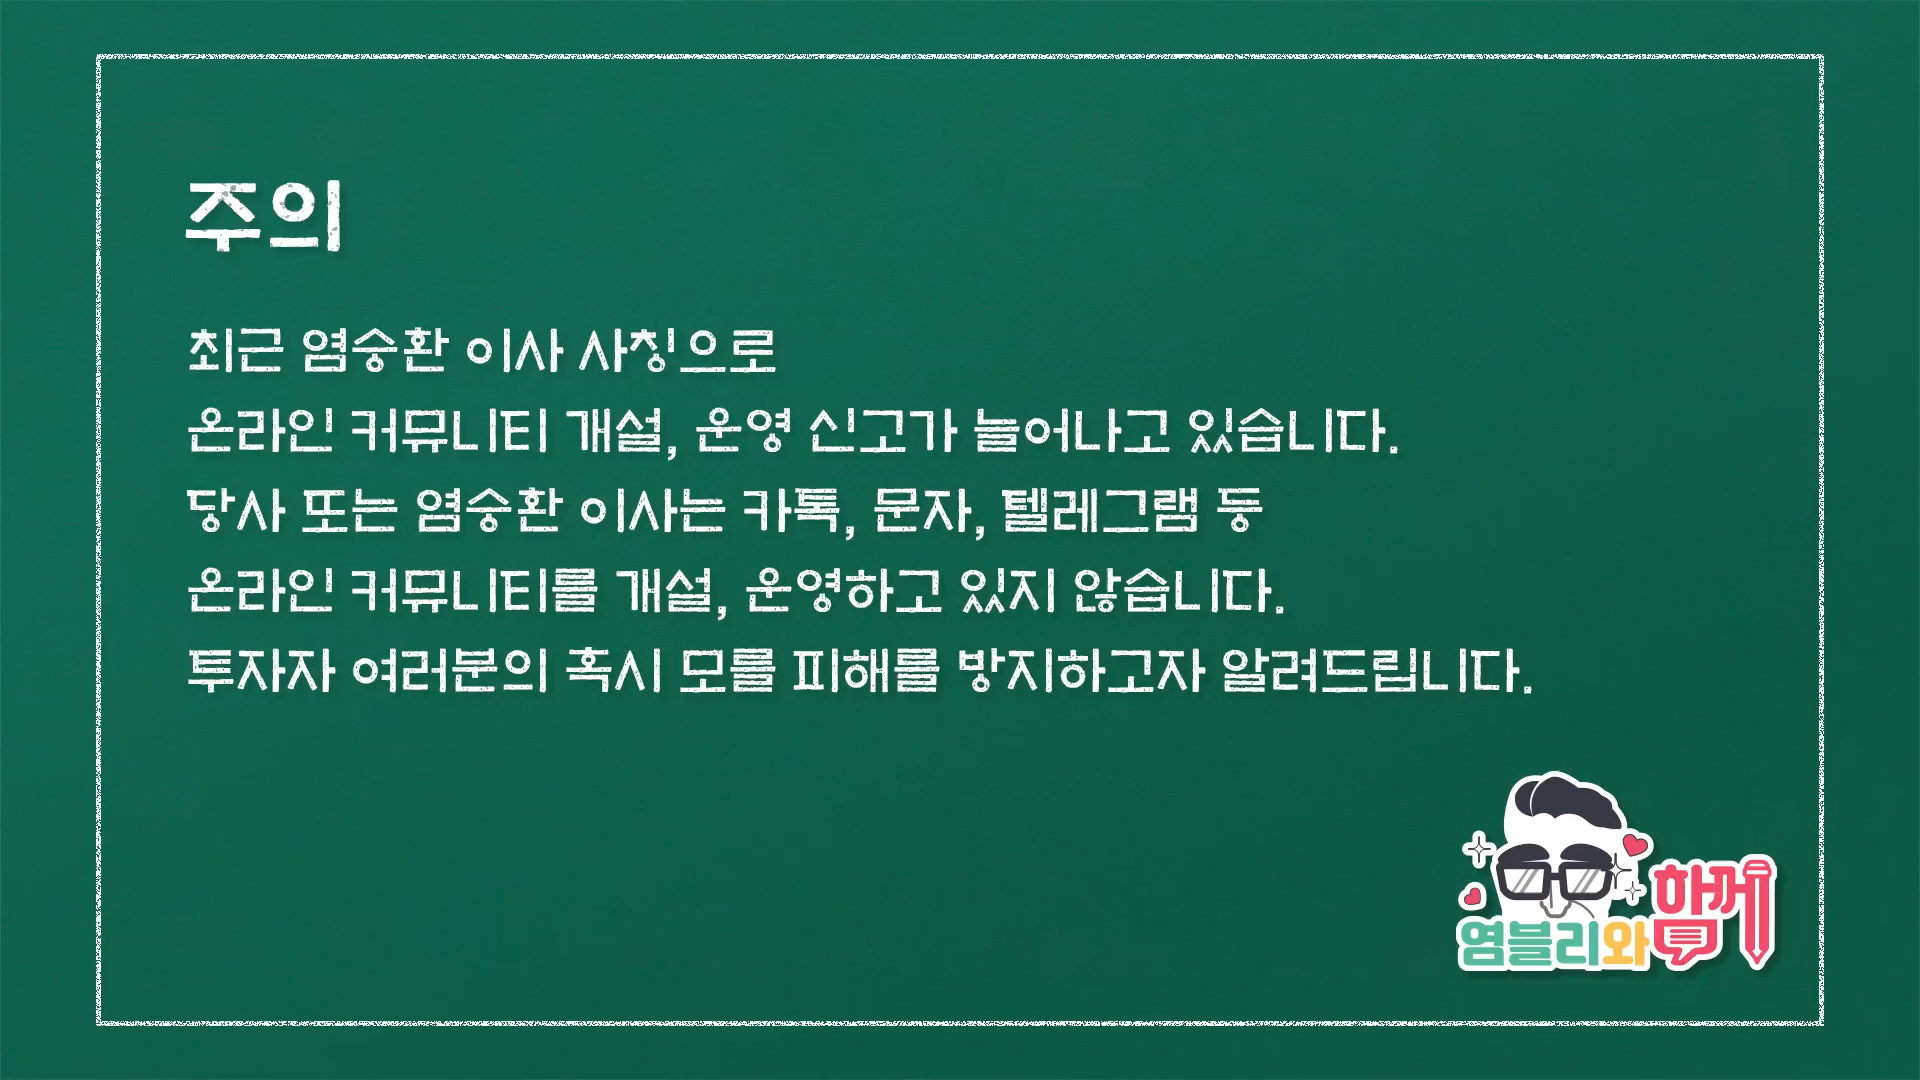 주의
최근 염승환 이사 사칭으로
온라인 커뮤니티 개설, 운영 신고가 늘어나고 있습니다.
당사 또는 염승환 이사는 카톡, 문자, 텔레그램 등
온라인 커뮤니티를 개설, 운영하고 있지 않습니다.
투자자 여러분의 혹시 모를 피해를 방지하고자 알려드립니다.
염블리와 함께